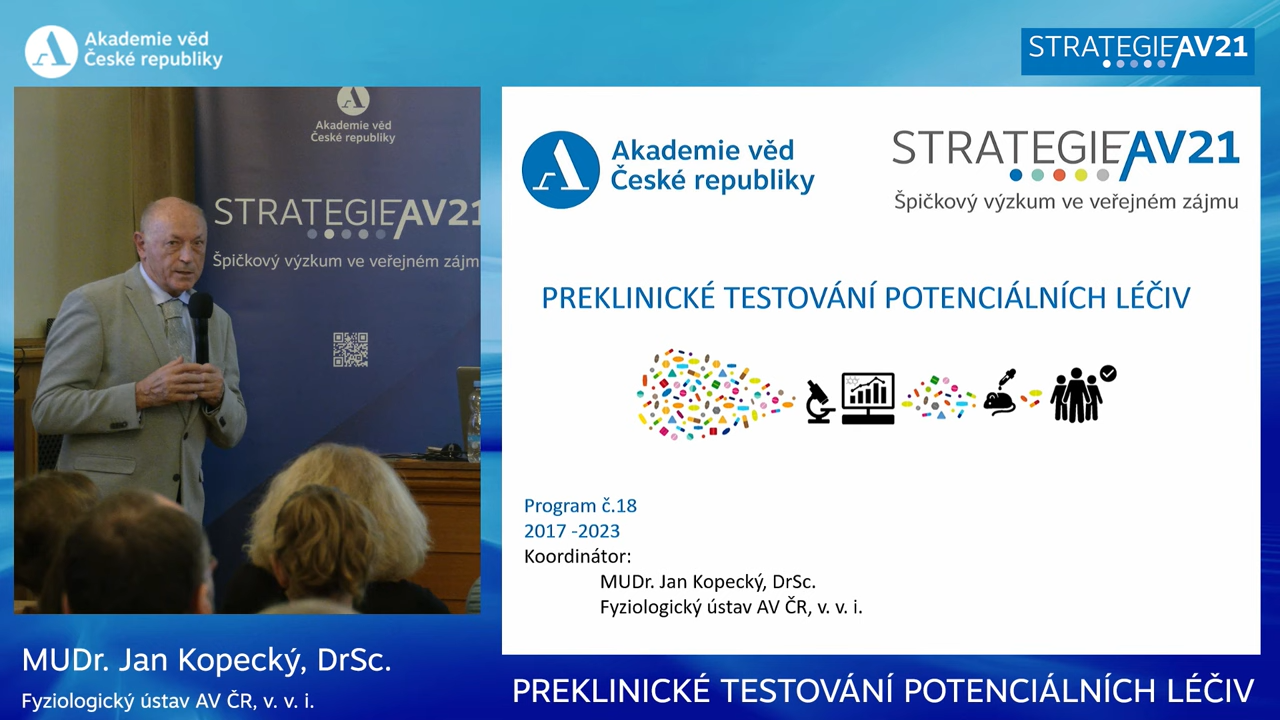 Akademie věd
České republiky
STRATEGIE AV21
Akademie věd
České republiky
STRATEGIE AV21
Špičkový výzkum ve veřejném zájm
Akademie věd
České republiky
STRATEGIE AV21
Špičkový výzkum ve veřejném zájmu
PREKLINICKÉ TESTOVÁNÍ POTENCIÁLNÍCH LÉČIV
Program č.18
2017 -2023
Koordinátor:
MUDr. Jan Kopecký, DrSc.
Fyziologický ústav AV ČR, v. v. i.
MUDr. Jan Kopecký, DrSc.
Fyziologický ústav AV ČR, v. v. i.
PREKLINICKÉ TESTOVÁNÍ POTENCIÁLNÍCH LÉČIV